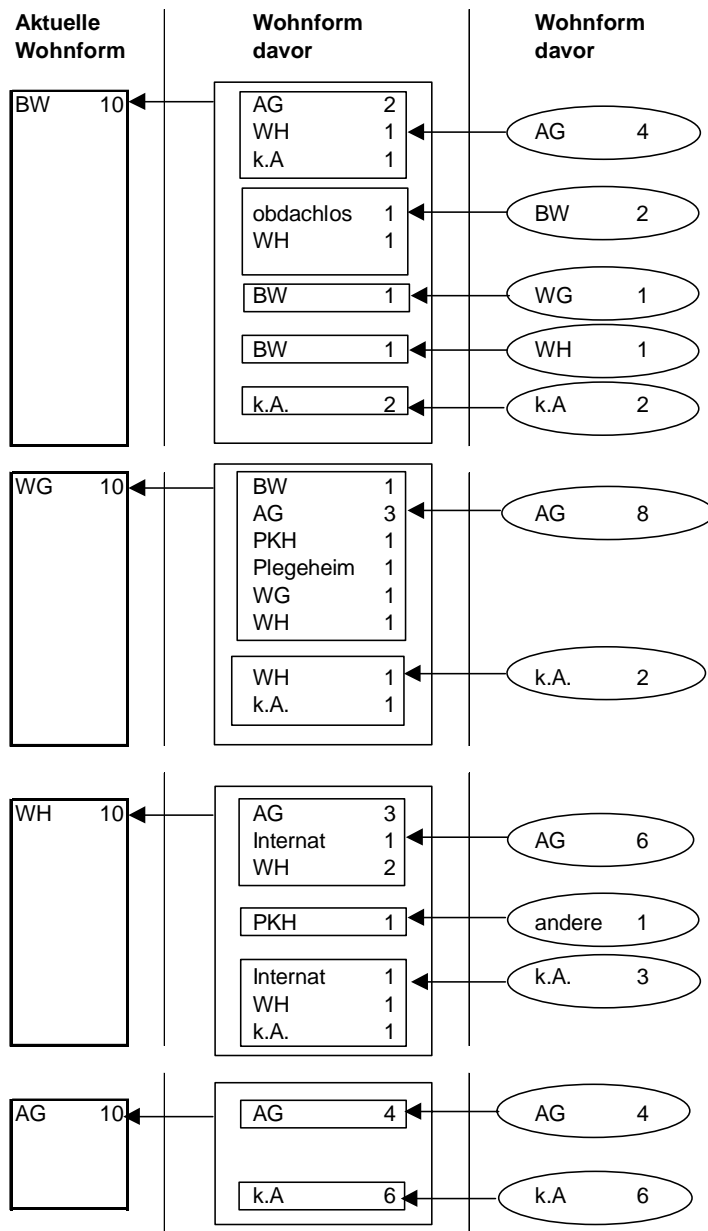 Aktuelle Wohnform Wohnform
Wohnform davor davor
BW 10 AG 2
WH 1 AG 4
k.A 1
obdachlos 1 BW 2
WH 1
BW 1 WG 1
BW 1 WH 1
k.A. 2 k.A 2
WG 10 BW 1
AG 3 AG 8
PKH 1
Plegeheim 1
WG 1
WH 1
WH 1 k.A. 2
k.A. 1
WH 10 AG 3
Internat 1 AG 6
WH 2
PKH 1 andere 1
Internat 1 k.A. 3
WH 1
k.A. 1
AG 10 AG 4 AG 4
k.A 6 k.A 6